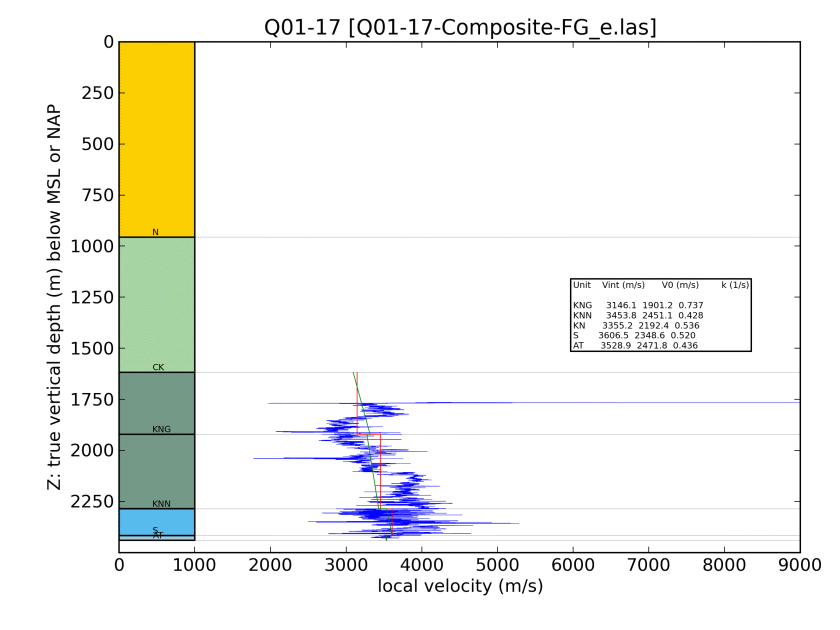 Q01-17 [Q01-17-Composite-FG_e.las]
Z: true vertical depth (m) below MSL or NAP
0
250
500
750
1000
1250
1500
1750
2000
2250
N
CK
KNG
KNN
S
AT
Unit Vint (m/s) V0 (m/s) k (1/s)
KNG 3146.1 1901.2 0.737
KNN 3453.8 2451.1 0.428
KN 3355.2 2192.4 0.536
S 3606.5 2348.6 0.520
AT 3528.9 2471.8 0.436
0 1000 2000 3000 4000 5000 6000 7000 8000 9000
local velocity (m/s)